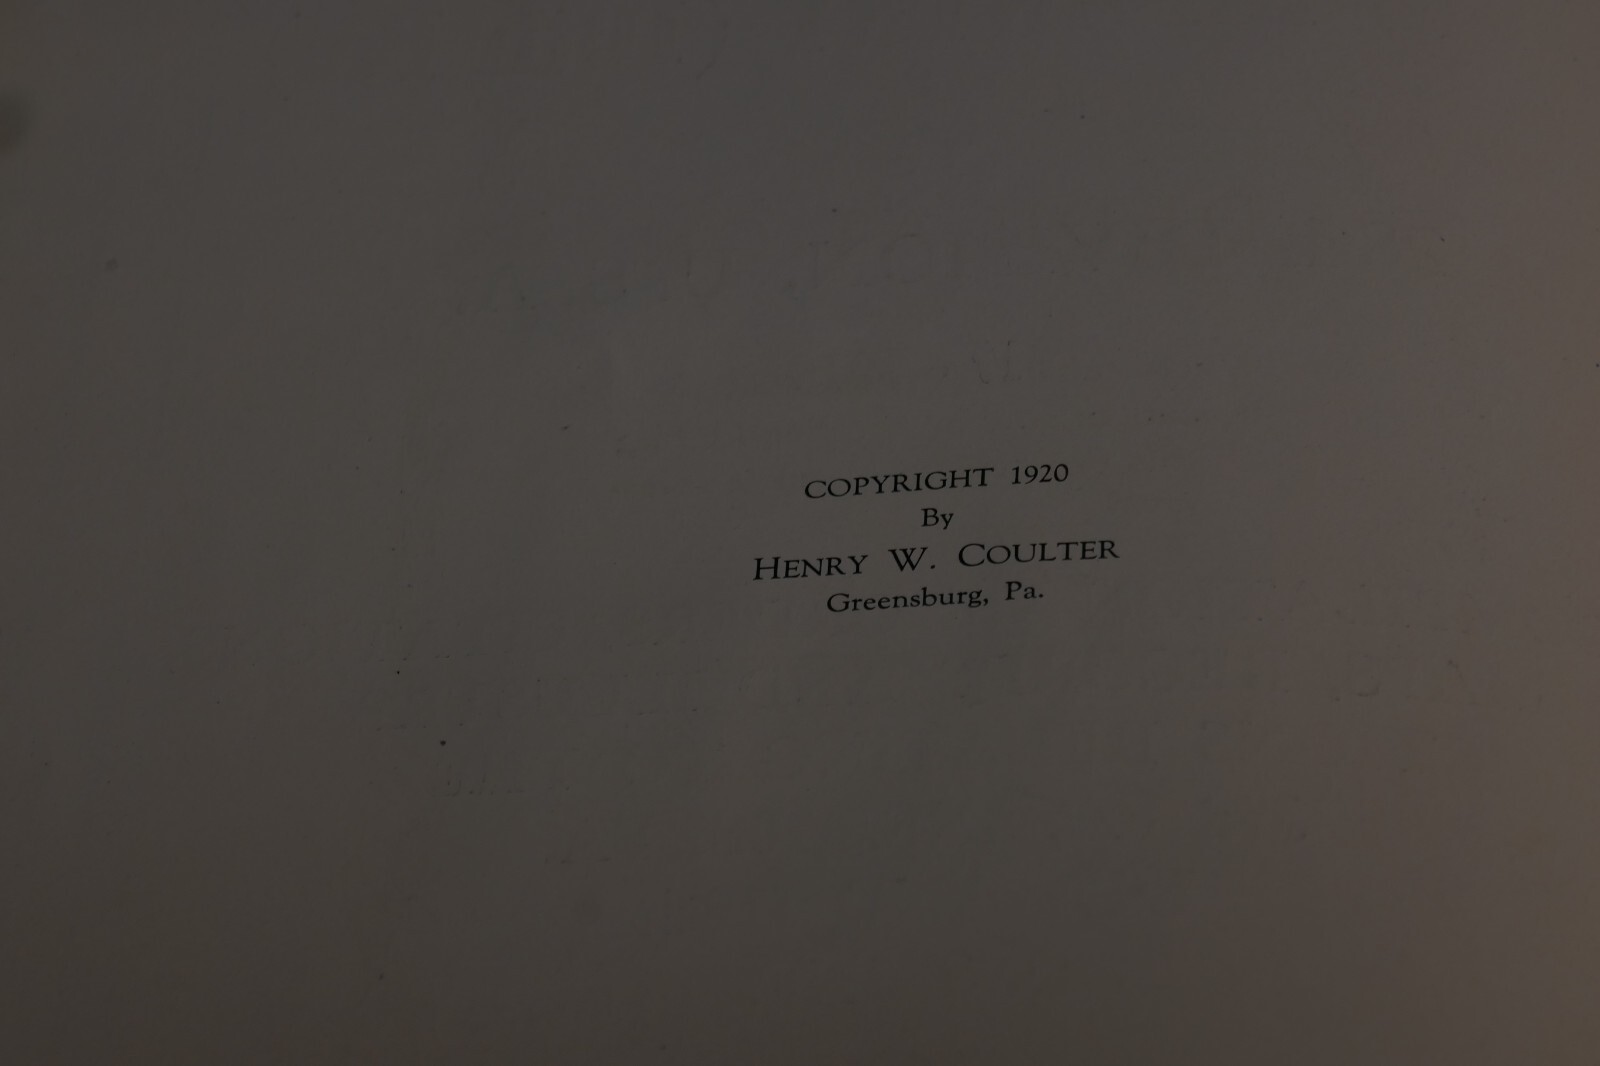 COPYRIGHT 1920
By
HENRY W. COULTER
Greensburg, Pa.